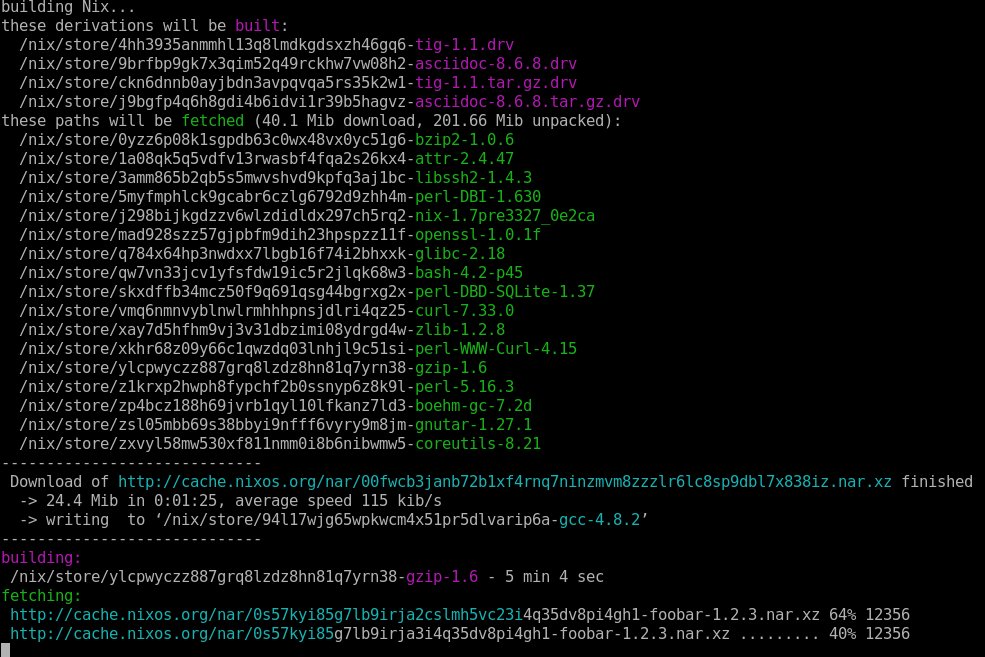 building Nix...
these derivations will be built:
/nix/store/4hh3935anmmhl13q8lmdkgdsxzh46gq6-tig-1.1.drv
/nix/store/9brfbp9gk7x3qim52q49rckhw7vw08h2-asciidoc-8.6.8.drv
/nix/store/ckn6dnnb0ayjbdn3avpqvqa5rs35k2w1-tig-1.1.tar.gz.drv
/nix/store/j9bgfp4q6h8gdi4b6idvi1r39b5hagvz-asciidoc-8.6.8.tar.gz.drv
these paths will be fetched (40.1 Mib download, 201.66 Mib unpacked):
/nix/store/0yzz6p08k1sgpdb63c0wx48vx0yc51g6-bzip2-1.0.6
/nix/store/1a08qk5q5vdfv13rwasbf4fqa2s26kx4-attr-2.4.47
/nix/store/3amm865b2qb5s5mwvshvd9kpfq3aj1bc-libssh2-1.4.3
/nix/store/5myfmphlck9gcabr6czlg6792d9zhh4m-perl-DBI-1.630
/nix/store/j298bijkgdzzv6wlzdidldx297ch5rq2-nix-1.7pre3327_0e2ca
/nix/store/mad928szz57gjpbfm9dih23hpspzz11f-openssl-1.0.1f
/nix/store/q784x64hp3nwdxx7lbgb16f74i2bhxxk-glibc-2.18
/nix/store/qw7vn33jcv1yfsfdw19ic5r2jlqk68w3-bash-4.2-p45
/nix/store/skxdffb34mcz50f9q691qsg44bgrxg2x-perl-DBD-SQLite-1.37
/nix/store/vmq6nmnvyblnwlrmhhhpnsjdlri4qz25-curl-7.33.0
/nix/store/xay7d5hfhm9vj3v31dbzimi08ydrgd4w-zlib-1.2.8
/nix/store/xkhr68z09y66c1qwzdq03lnhjl9c51si-perl-WWW-Curl-4.15
/nix/store/ylcpwyczz887grq8lzdz8hn81q7yrn38-gzip-1.6
/nix/store/z1krxp2hwph8fypchf2b0ssnyp6z8k9l-perl-5.16.3
/nix/store/zp4bcz188h69jvrb1qyl10lfkanz7ld3-boehm-gc-7.2d
/nix/store/zsl05mbb69s38bbyi9nfff6vyry9m8jm-gnutar-1.27.1
/nix/store/zxvyl58mw530xf811nmm0i8b6nibwmw5-coreutils-8.21
-----------------------------
Download of http://cache.nixos.org/nar/00fwcb3janb72b1xf4rnq7ninzmvm8zzzlr6lc8sp9dbl7x838iz.nar.xz finished
-> 24.4 Mib in 0:01:25, average speed 115 kib/s
-> writing  to ‘/nix/store/94l17wjg65wpkwcm4x51pr5dlvarip6a-gcc-4.8.2’
-----------------------------
building:
/nix/store/ylcpwyczz887grq8lzdz8hn81q7yrn38-gzip-1.6 - 5 min 4 sec
fetching:
http://cache.nixos.org/nar/0s57kyi85g7lb9irja2cslmh5vc23i4q35dv8pi4gh1-foobar-1.2.3.nar.xz 64% 12356
http://cache.nixos.org/nar/0s57kyi85g7lb9irja3i4q35dv8pi4gh1-foobar-1.2.3.nar.xz ......... 40% 12356